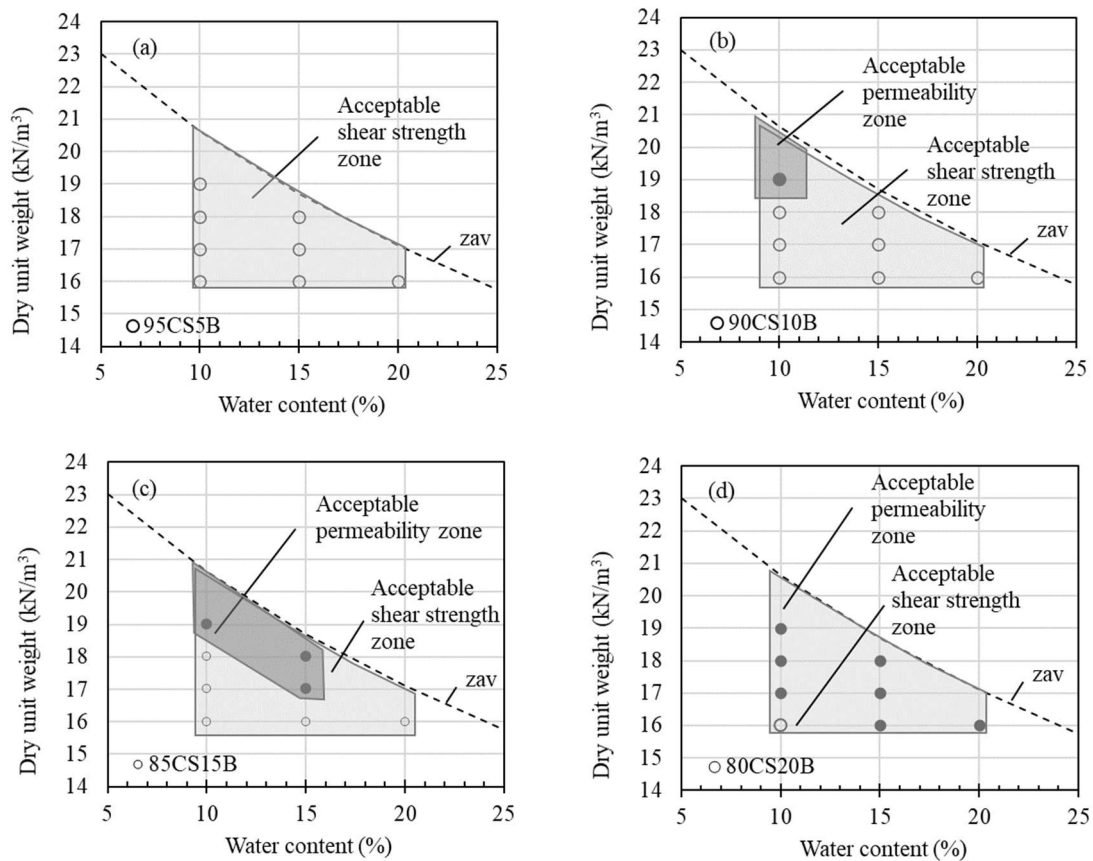 (a)
Dry unit weight (kN/m³)
24
23
22
21
20
19
18
17
16
15
14
Acceptable
shear strength
zone
zav
95CS5B
5 10 15 20 25
Water content (%)
(b)
Dry unit weight (kN/m³)
24
23
22
21
20
19
18
17
16
15
14
Acceptable
permeability
zone
Acceptable
shear strength
zone
zav
90CS10B
5 10 15 20 25
Water content (%)
(c)
Dry unit weight (kN/m³)
24
23
22
21
20
19
18
17
16
15
14
Acceptable
permeability zone
Acceptable
shear strength
zone
zav
85CS15B
5 10 15 20 25
Water content (%)
(d)
Dry unit weight (kN/m³)
24
23
22
21
20
19
18
17
16
15
14
Acceptable
permeability
zone
Acceptable
shear strength
zone
zav
80CS20B
5 10 15 20 25
Water content (%)